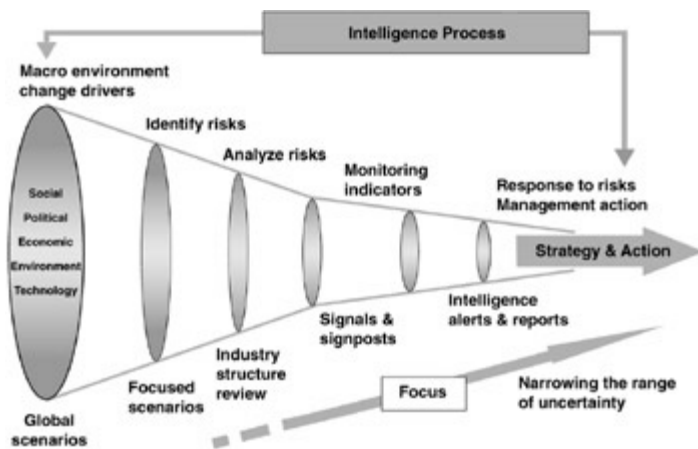 Intelligence Process
Macro environment
change drivers
Identify risks
Analyze risks
Monitoring
indicators
Response to risks
Management action
Social
Political
Economic
Environment
Technology
Strategy & Action
Signals &
signposts
Intelligence
alerts & reports
Industry
structure
review
Focused
scenarios
Global
scenarios
Focus
Narrowing the range
of uncertainty